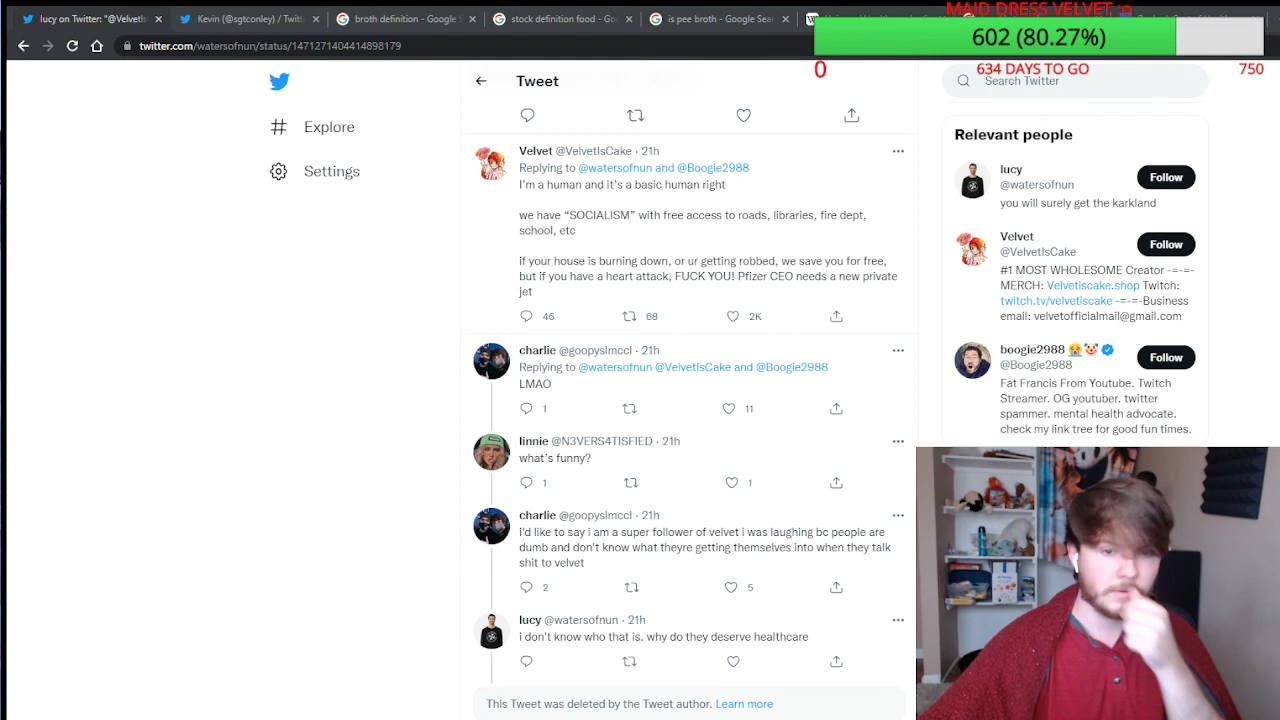 lucy on Twitter: "@VelvetIs
Kevin (@sgtconley) / Twitt
broth definition - Google S
stock definition food - Goo
is pee broth - Google Sear
MAID DRESS VELVET
602 (80.27%)
0
634 DAYS TO GO
750
twitter.com/watersofnun/status/1471271404414898179
Explore
Settings
Tweet
Search Twitter
Velvet @VelvetIsCake · 21h
Replying to @watersofnun and @Boogie2988
I'm a human and it's a basic human right
we have "SOCIALISM" with free access to roads, libraries, fire dept,
school, etc
if your house is burning down, or ur getting robbed, we save you for free,
but if you have a heart attack, FUCK YOU! Pfizer CEO needs a new private
jet
46 68 2K
charlie @goopyslmccl · 21h
Replying to @watersofnun @VelvetIsCake and @Boogie2988
LMAO
1 11
linnie @N3VERS4TISFIED · 21h
what's funny?
1 1
charlie @goopyslmccl · 21h
i'd like to say i am a super follower of velvet i was laughing bc people are
dumb and don't know what theyre getting themselves into when they talk
shit to velvet
2 5
lucy @watersofnun · 21h
i don't know who that is. why do they deserve healthcare
This Tweet was deleted by the Tweet author. Learn more
Relevant people
lucy
@watersofnun
Follow
you will surely get the karkland
Velvet
@VelvetIsCake
Follow
#1 MOST WHOLESOME Creator -=-=-
MERCH: Velvetiscake.shop Twitch:
twitch.tv/velvetiscake -=-=-Business
email: velvetofficialmail@gmail.com
boogie2988 😭🤡
@Boogie2988
Follow
Fat Francis From Youtube. Twitch
Streamer. OG youtuber. twitter
spammer. mental health advocate.
check my link tree for good fun times.